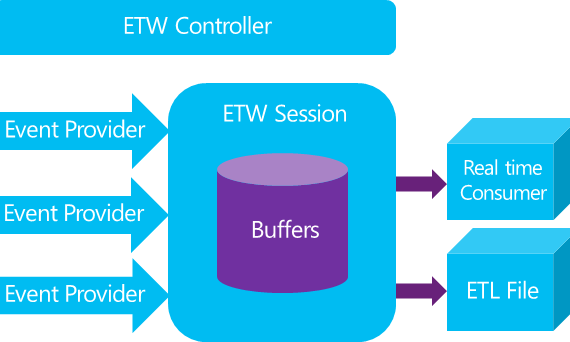 ETW Controller
ETW Session
Event Provider
Event Provider
Event Provider
Buffers
Real time
Consumer
ETL File